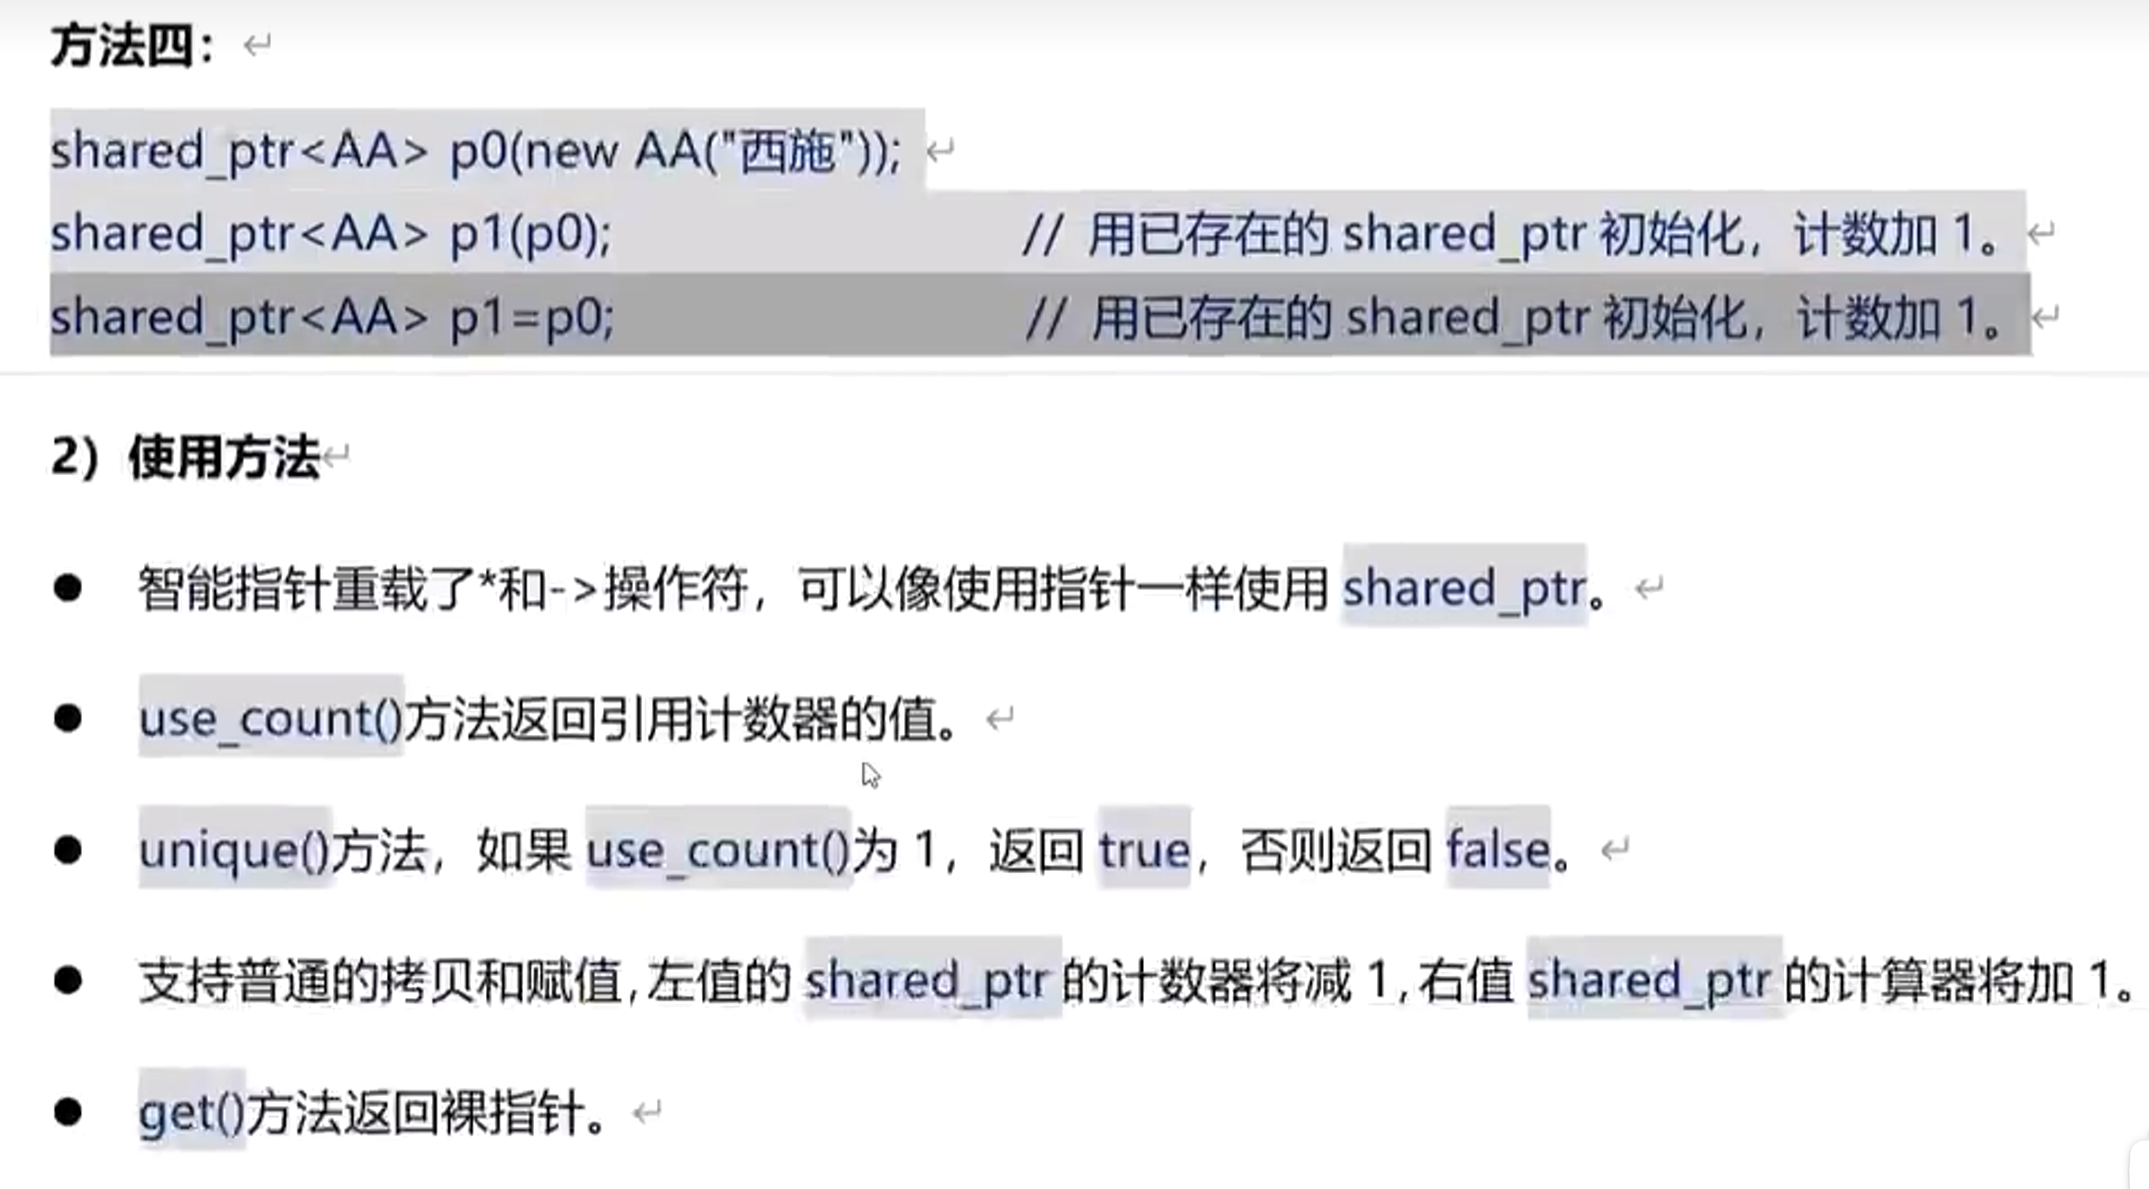 方法四：
shared_ptr<AA> p0(new AA("西施"));
shared_ptr<AA> p1(p0); // 用已存在的 shared_ptr 初始化，计数加 1。
shared_ptr<AA> p1=p0; // 用已存在的 shared_ptr 初始化，计数加 1。
2）使用方法
● 智能指针重载了*和->操作符，可以像使用指针一样使用 shared_ptr。
● use_count()方法返回引用计数器的值。
● unique()方法，如果 use_count()为 1，返回 true，否则返回 false。
● 支持普通的拷贝和赋值,左值的 shared_ptr 的计数器将减 1,右值 shared_ptr 的计算器将加 1。
● get()方法返回裸指针。